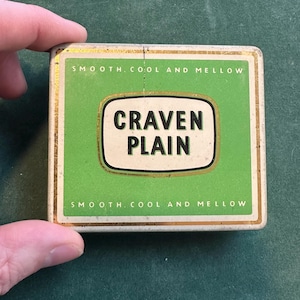 SMOOTH, COOL AND MELLOW
CRAVEN
PLAIN
SMOOTH, COOL AND MELLOW